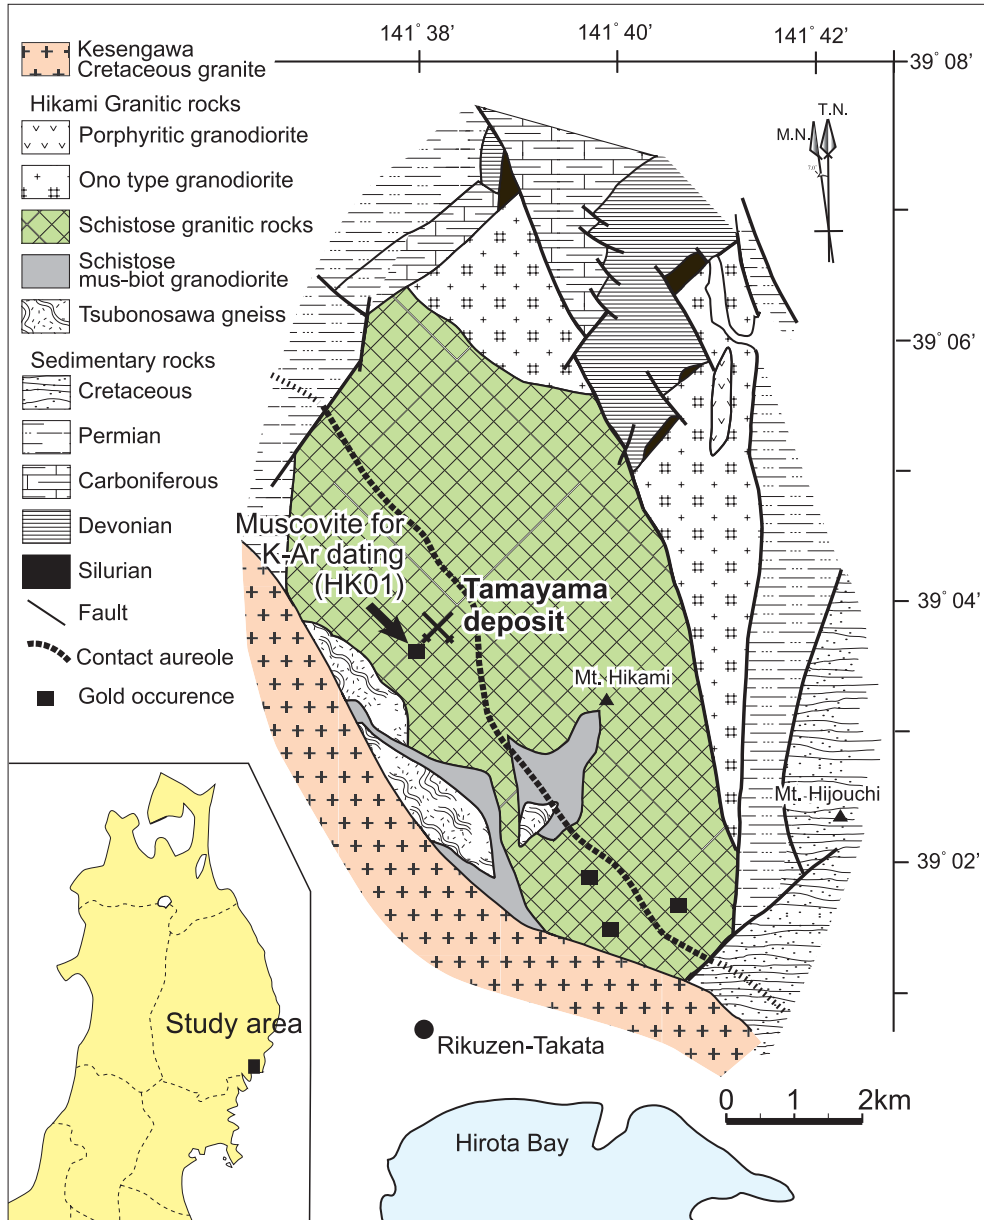 141° 38'
141° 40'
141° 42'
39° 08'
39° 06'
39° 04'
39° 02'
Kesengawa
Cretaceous granite
Hikami Granitic rocks
Porphyritic granodiorite
Ono type granodiorite
Schistose granitic rocks
Schistose
mus-biot granodiorite
Tsubonosawa gneiss
Sedimentary rocks
Cretaceous
Permian
Carboniferous
Devonian
Silurian
Fault
Contact aureole
Gold occurence
T.N.
M.N.
Muscovite for
K-Ar dating
(HK01)
Tamayama
deposit
Mt. Hikami
Mt. Hijouchi
Study area
Rikuzen-Takata
0 1 2km
Hirota Bay